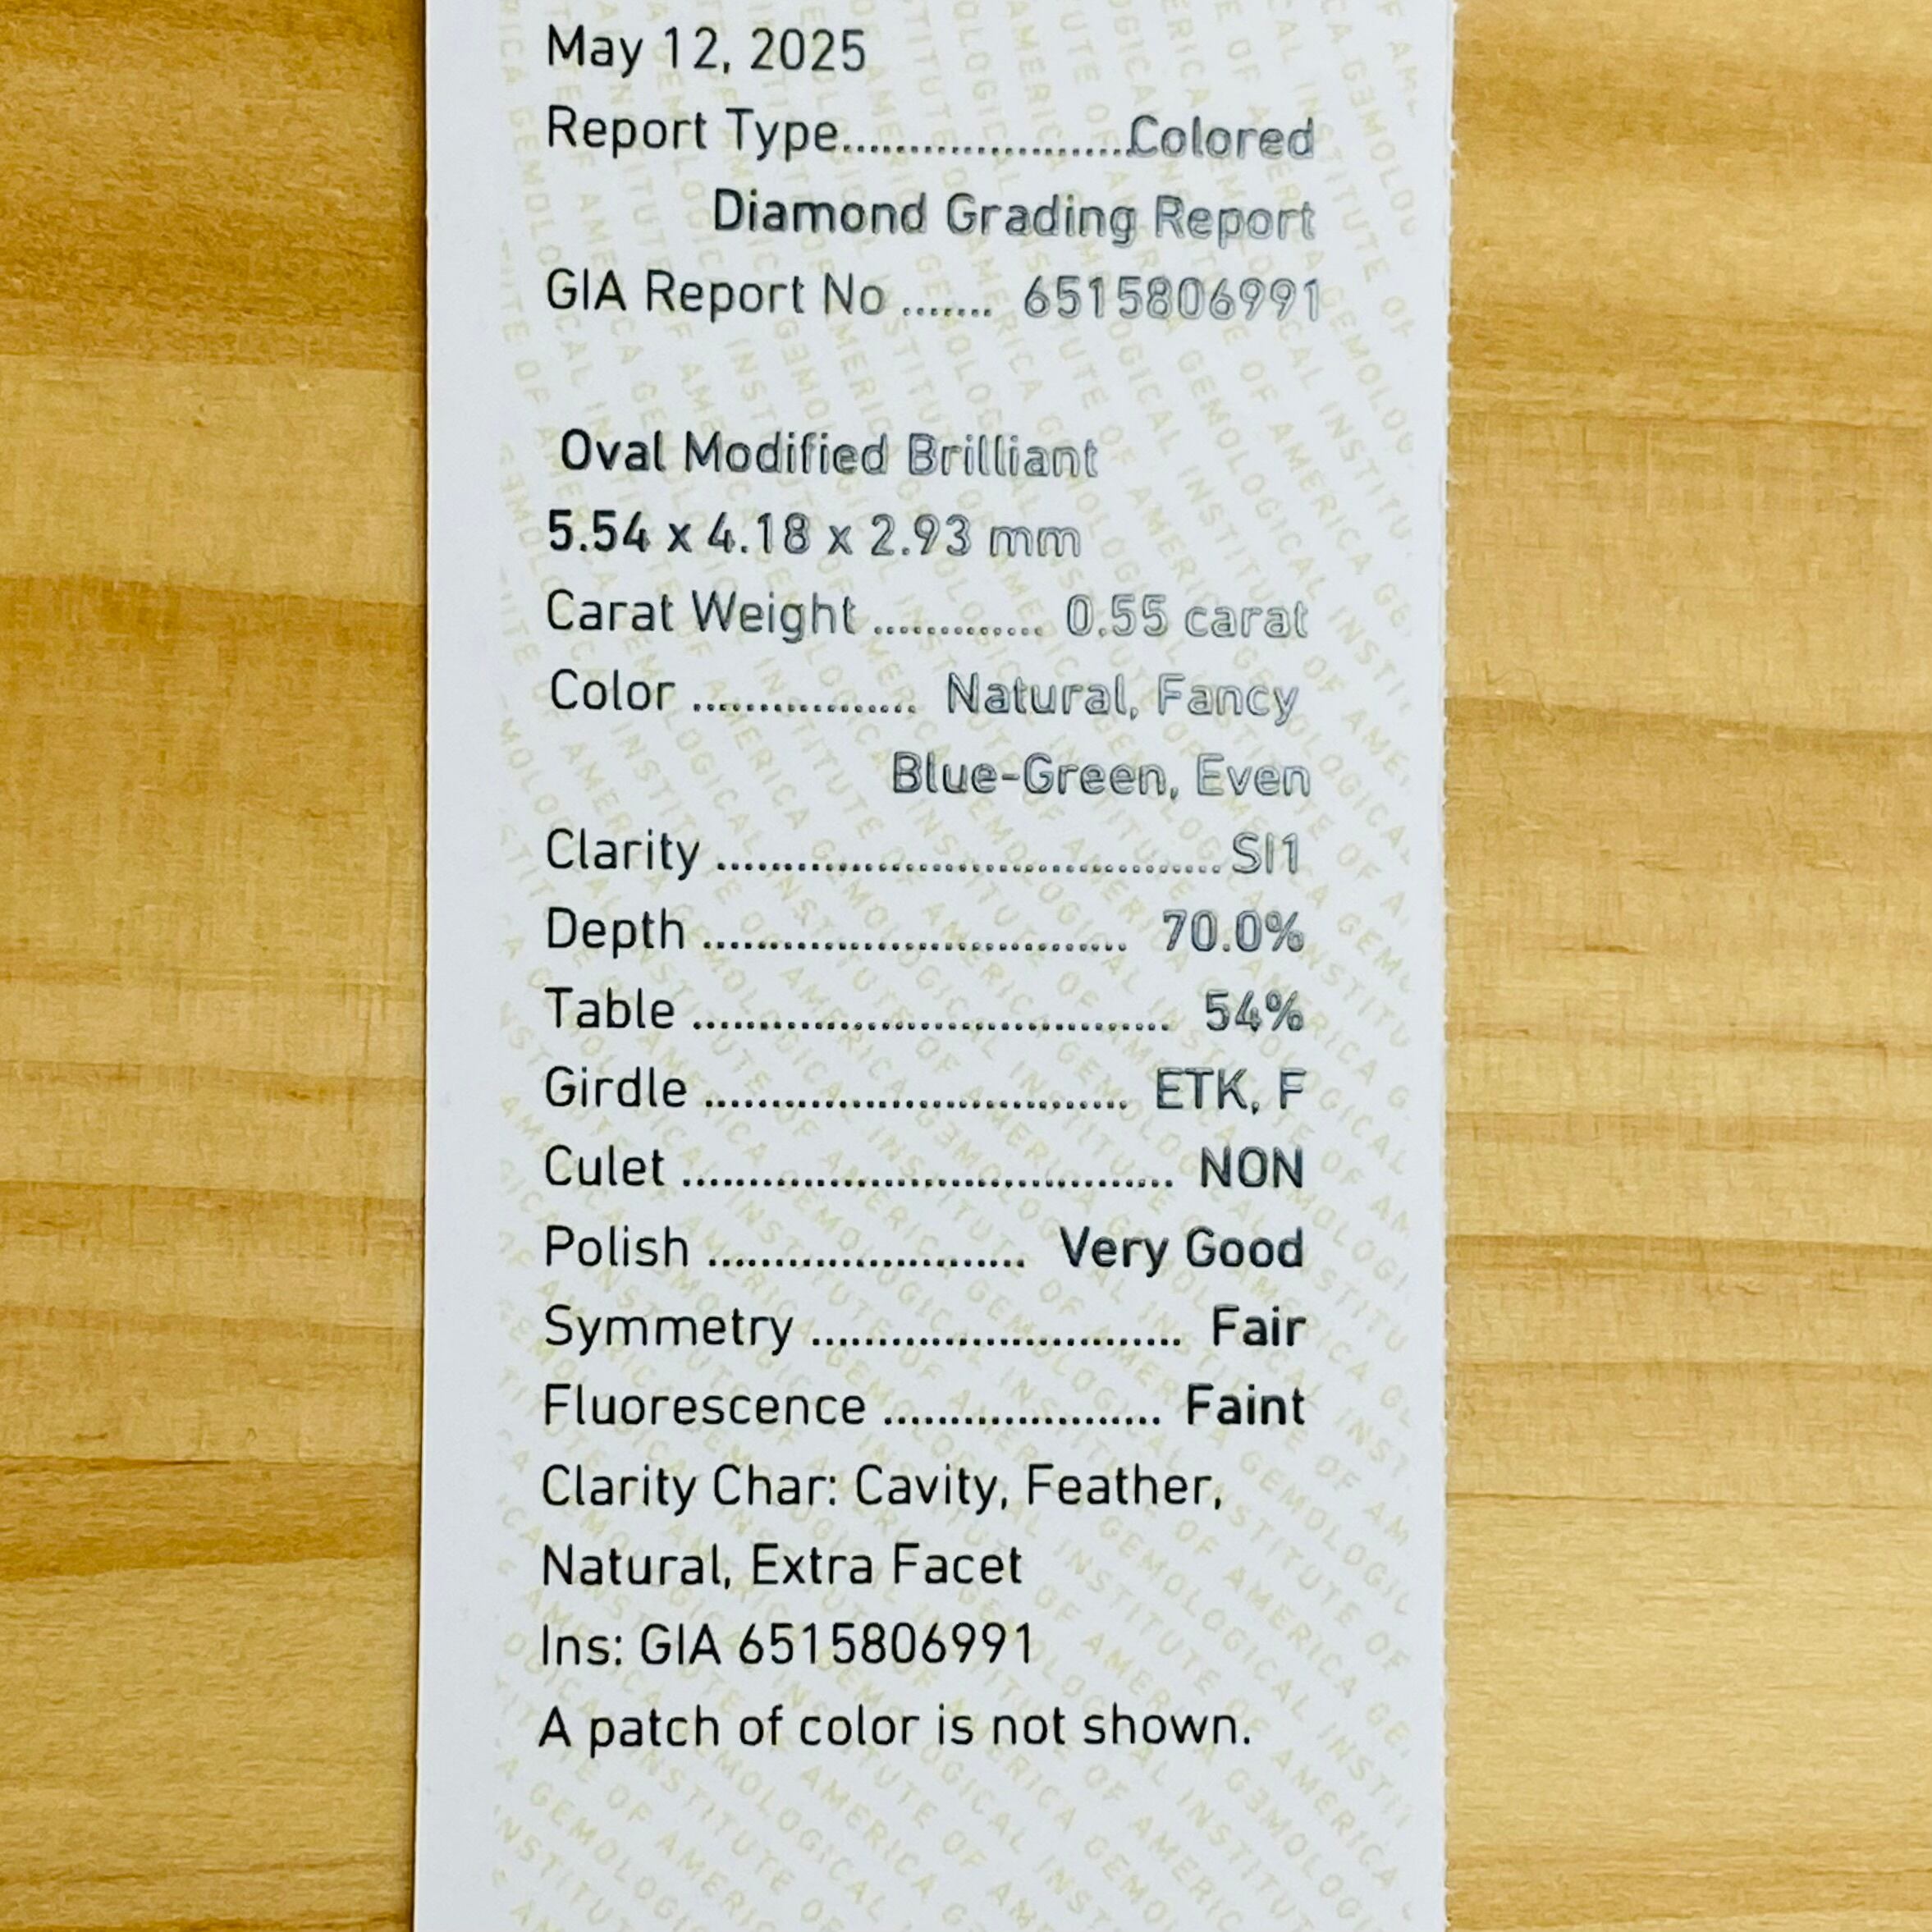 May 12, 2025
Report Type........................Colored
Diamond Grading Report
GIA Report No ....... 6515806991
Oval Modified Brilliant
5.54 x 4.18 x 2.93 mm
Carat Weight ............. 0.55 carat
Color ................. Natural, Fancy
Blue-Green, Even
Clarity ...................................... SI1
Depth ................................ 70.0%
Table .................................... 54%
Girdle ................................ ETK, F
Culet ..................................... NON
Polish ........................ Very Good
Symmetry ............................ Fair
Fluorescence ..................... Faint
Clarity Char: Cavity, Feather,
Natural, Extra Facet
Ins: GIA 6515806991
A patch of color is not shown.